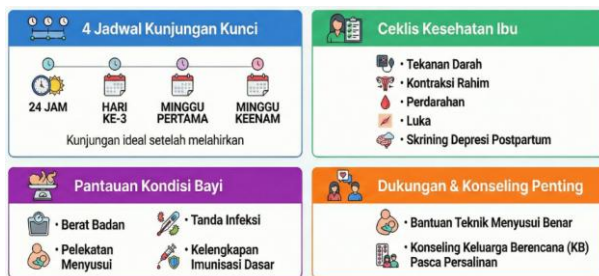 4 Jadwal Kunjungan Kunci
24 JAM
HARI
KE-3
MINGGU
PERTAMA
MINGGU
KEENAM
Kunjungan ideal setelah melahirkan
Ceklis Kesehatan Ibu
• Tekanan Darah
• Kontraksi Rahim
• Perdarahan
• Luka
• Skrining Depresi Postpartum
Pantauan Kondisi Bayi
• Berat Badan
• Pelekatan
Menyusui
• Tanda Infeksi
• Kelengkapan
Imunisasi Dasar
Dukungan & Konseling Penting
• Bantuan Teknik Menyusui Benar
• Konseling Keluarga Berencana (KB)
Pasca Persalinan